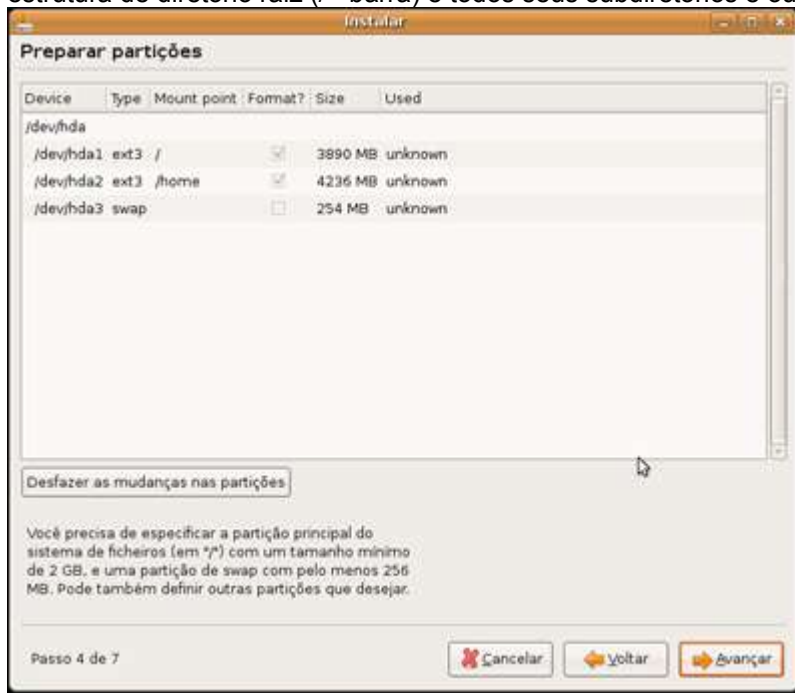 Instalar
Preparar partições
Device Type Mount point Format? Size Used
/dev/hda
/dev/hda1 ext3 / 3890 MB unknown
/dev/hda2 ext3 /home 4236 MB unknown
/dev/hda3 swap 254 MB unknown
Desfazer as mudanças nas partições
Você precisa de especificar a partição principal do
sistema de ficheiros (em "/") com um tamanho mínimo
de 2 GB, e uma partição de swap com pelo menos 256
MB. Pode também definir outras partições que desejar.
Passo 4 de 7
Cancelar Voltar Avançar